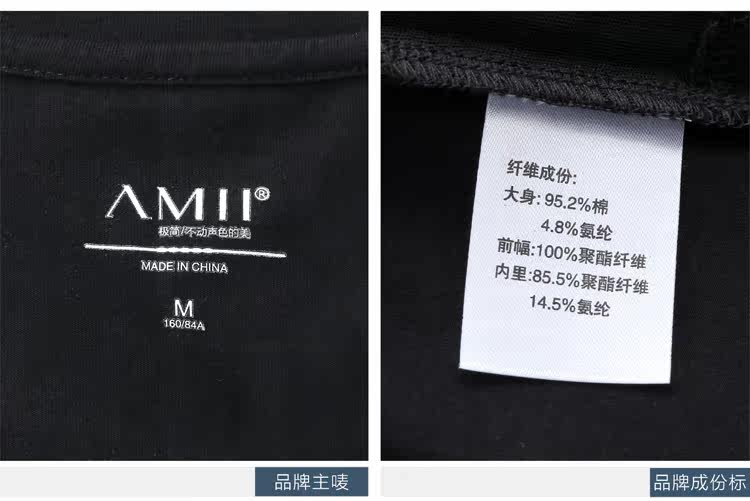 AMII®
极简/不动声色的美
MADE IN CHINA
M
160/84A
纤维成份:
大身: 95.2%棉
4.8%氨纶
前幅:100%聚酯纤维
内里:85.5%聚酯纤维
14.5%氨纶
品牌主唛
品牌成份标